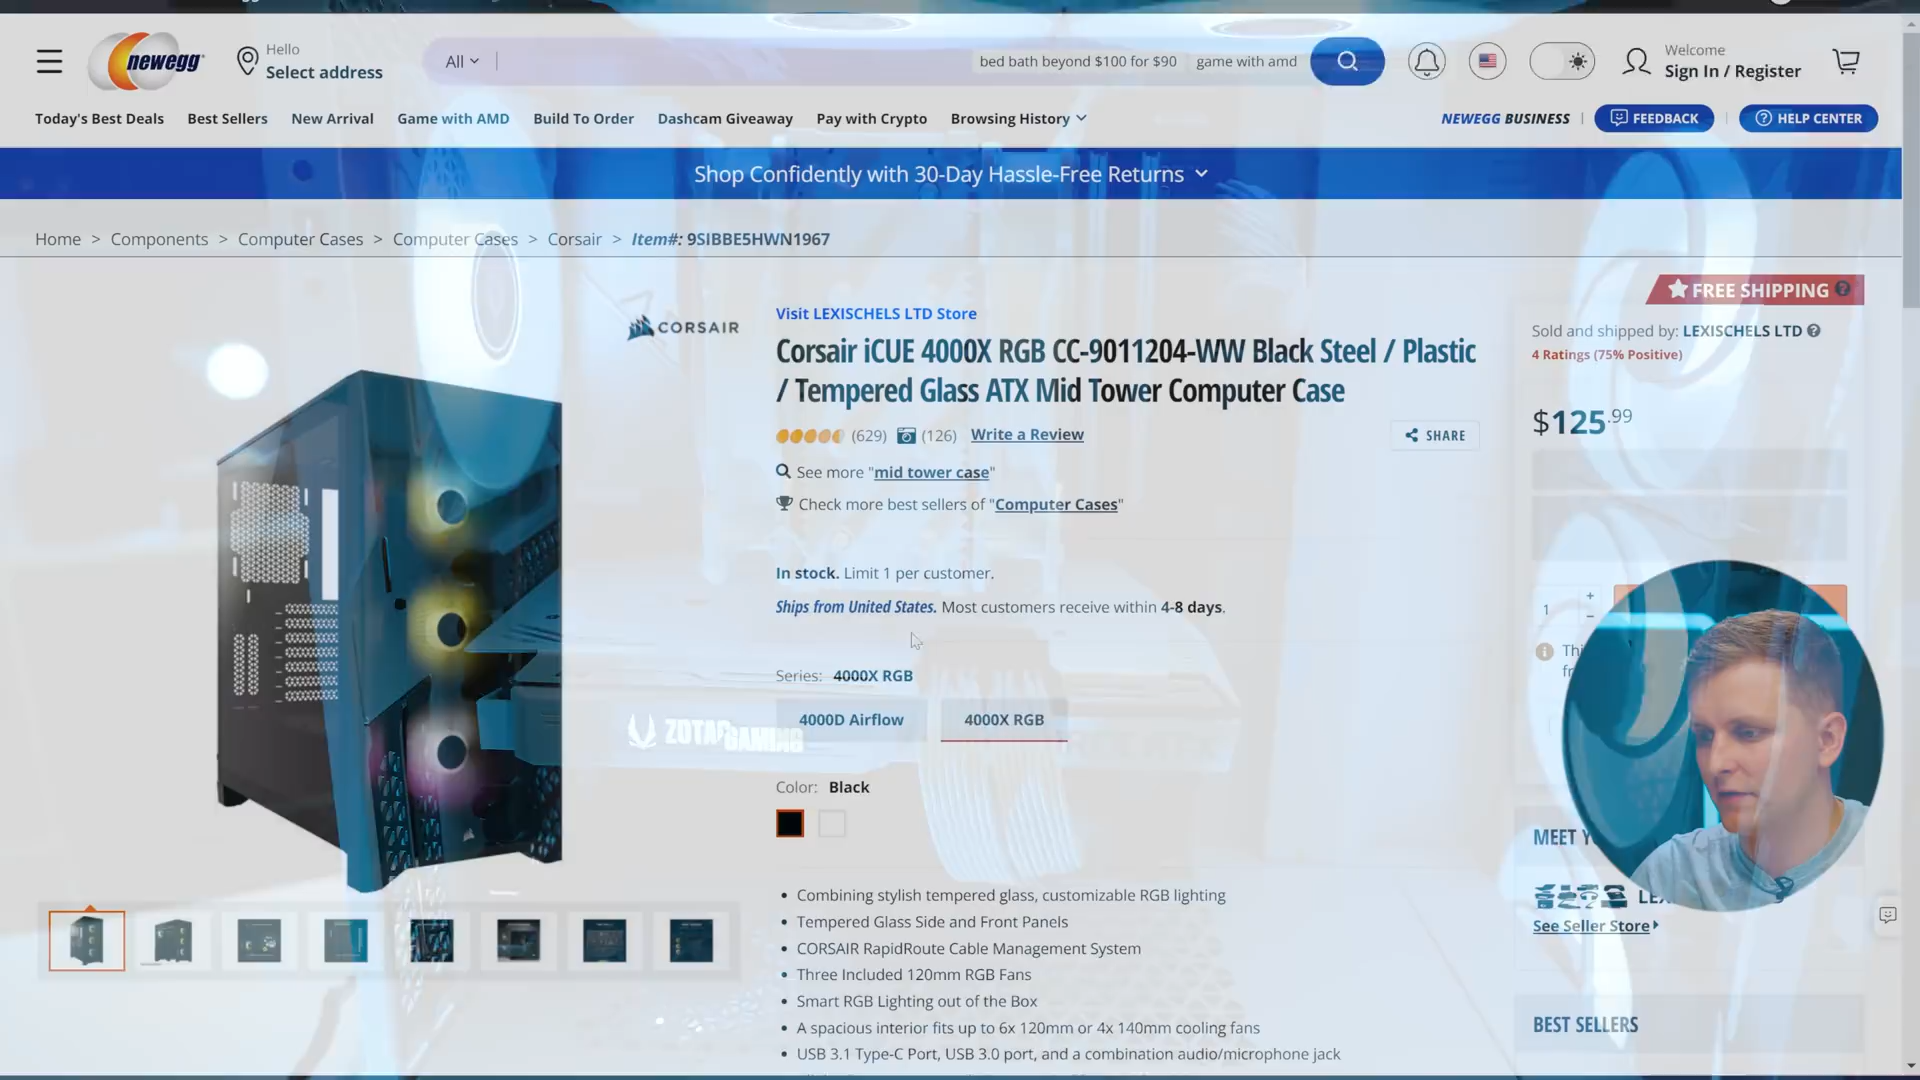 newegg
Hello
Select address
All
bed bath beyond $100 for $90
game with amd
Welcome
Sign In / Register
Today's Best Deals
Best Sellers
New Arrival
Game with AMD
Build To Order
Dashcam Giveaway
Pay with Crypto
Browsing History
NEWEGG BUSINESS
FEEDBACK
HELP CENTER
Shop Confidently with 30-Day Hassle-Free Returns
Home > Components > Computer Cases > Computer Cases > Corsair > Item#: 9SIBBE5HWN1967
FREE SHIPPING
CORSAIR
Visit LEXISCHELS LTD Store
Corsair iCUE 4000X RGB CC-9011204-WW Black Steel / Plastic
/ Tempered Glass ATX Mid Tower Computer Case
(629)
(126)
Write a Review
SHARE
Sold and shipped by: LEXISCHELS LTD
4 Ratings (75% Positive)
$125.99
See more "mid tower case"
Check more best sellers of "Computer Cases"
In stock. Limit 1 per customer.
Ships from United States. Most customers receive within 4-8 days.
1
Series: 4000X RGB
4000D Airflow
4000X RGB
ZOTAC GAMING
Color: Black
Combining stylish tempered glass, customizable RGB lighting
Tempered Glass Side and Front Panels
CORSAIR RapidRoute Cable Management System
Three Included 120mm RGB Fans
Smart RGB Lighting out of the Box
A spacious interior fits up to 6x 120mm or 4x 140mm cooling fans
USB 3.1 Type-C Port, USB 3.0 port, and a combination audio/microphone jack
MEET
See Seller Store
BEST SELLERS